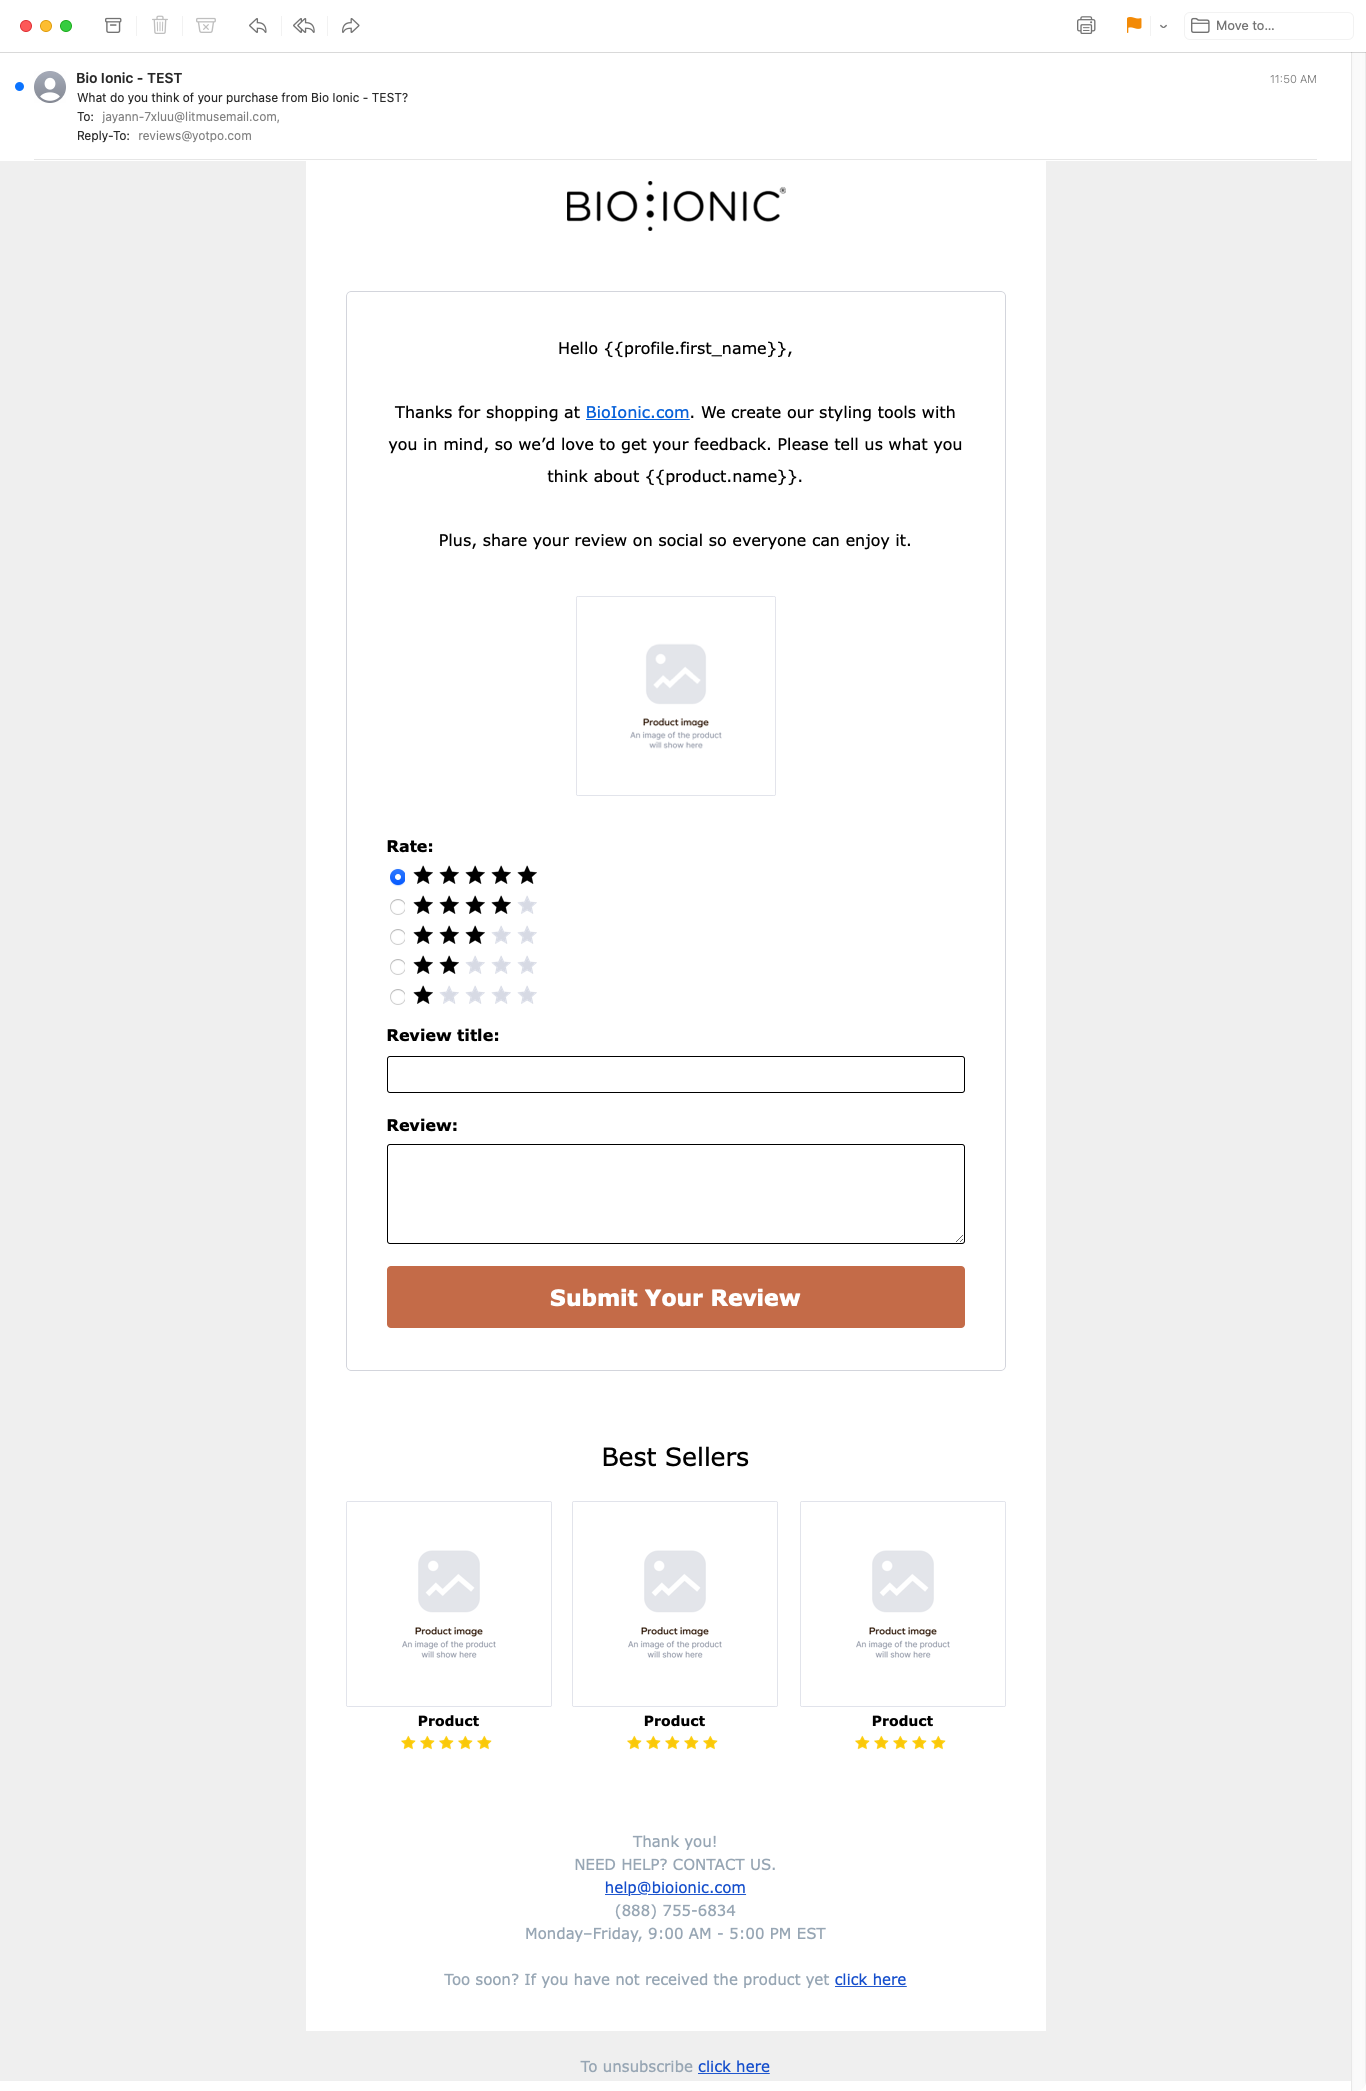 Move to...
Bio Ionic - TEST
11:50 AM
What do you think of your purchase from Bio Ionic - TEST?
To: jayann-7xluu@litmusemail.com,
Reply-To: reviews@yotpo.com
BIO IONIC®
Hello {{profile.first_name}},
Thanks for shopping at BioIonic.com. We create our styling tools with
you in mind, so we’d love to get your feedback. Please tell us what you
think about {{product.name}}.
Plus, share your review on social so everyone can enjoy it.
Product image
An image of the product
will show here
Rate:
Review title:
Review:
Submit Your Review
Best Sellers
Product image
An image of the product
will show here
Product
Product image
An image of the product
will show here
Product
Product image
An image of the product
will show here
Product
Thank you!
NEED HELP? CONTACT US.
help@bioionic.com
(888) 755-6834
Monday–Friday, 9:00 AM - 5:00 PM EST
Too soon? If you have not received the product yet click here
To unsubscribe click here